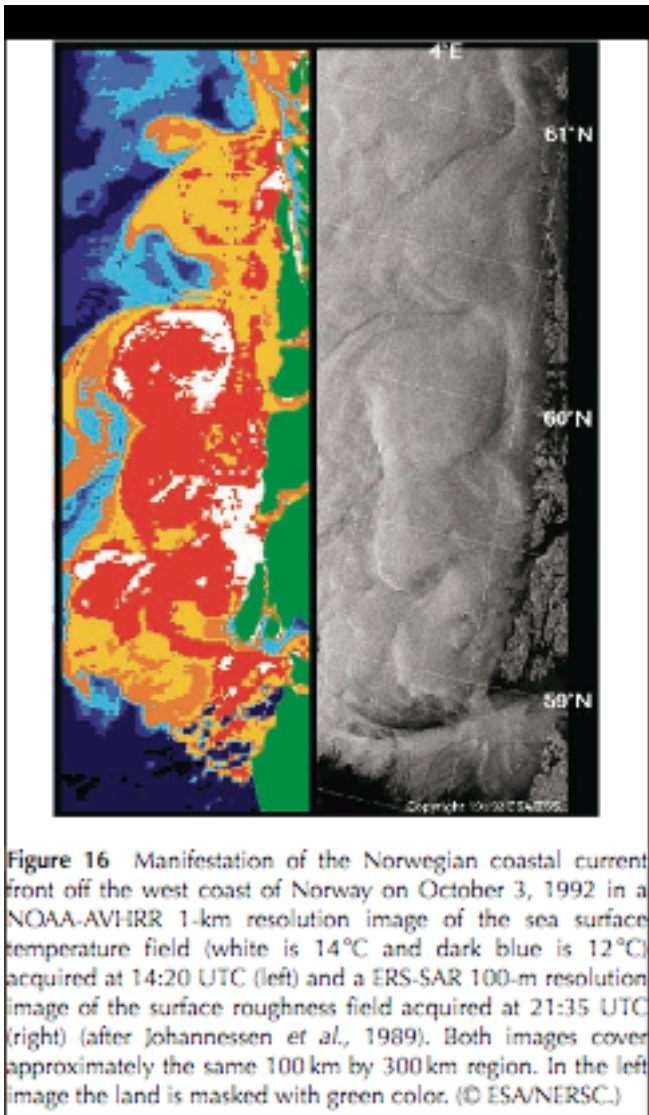 4°E
61°N
60°N
59°N
Figure 16 Manifestation of the Norwegian coastal current
front off the west coast of Norway on October 3, 1992 in a
NOAA-AVHRR 1-km resolution image of the sea surface
temperature field (white is 14°C and dark blue is 12°C)
acquired at 14:20 UTC (left) and a ERS-SAR 100-m resolution
image of the surface roughness field acquired at 21:35 UTC
(right) (after Johannessen et al., 1989). Both images cover
approximately the same 100 km by 300 km region. In the left
image the land is masked with green color. (© ESA/NERSC.)